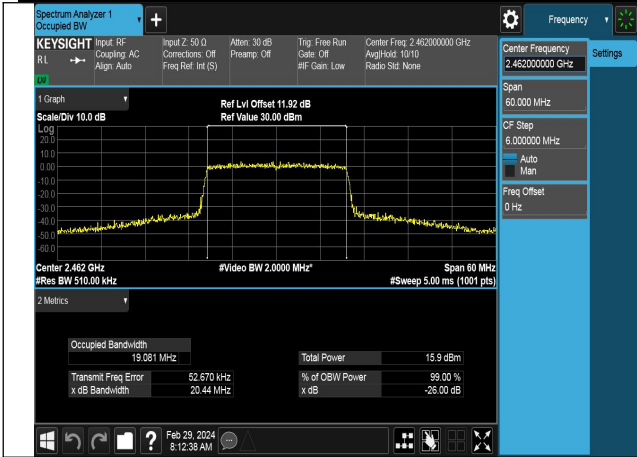 Spectrum Analyzer 1
Occupied BW
Frequency
KEYSIGHT
R L
Input: RF
Coupling: AC
Align: Auto
Input Z: 50 Ω
Corrections: Off
Freq Ref: Int (S)
Atten: 30 dB
Preamp: Off
Trig: Free Run
Gate: Off
#IF Gain: Low
Center Freq: 2.462000000 GHz
Avg|Hold: 10/10
Radio Std: None
Center Frequency
2.462000000 GHz
Settings
Span
60.000 MHz
CF Step
6.000000 MHz
Auto
Man
Freq Offset
0 Hz
1 Graph
Scale/Div 10.0 dB
Ref Lvl Offset 11.92 dB
Ref Value 30.00 dBm
Log
20.0
10.0
0.00
-10.0
-20.0
-30.0
-40.0
-50.0
-60.0
Center 2.462 GHz
#Res BW 510.00 kHz
#Video BW 2.0000 MHz*
Span 60 MHz
#Sweep 5.00 ms (1001 pts)
2 Metrics
Occupied Bandwidth
19.081 MHz
Total Power 15.9 dBm
Transmit Freq Error 52.670 kHz
% of OBW Power 99.00 %
x dB Bandwidth 20.44 MHz
x dB -26.00 dB
Feb 29, 2024
8:12:38 AM